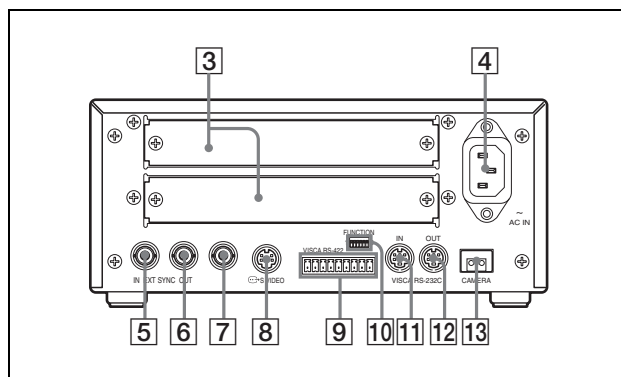 3
4
~
AC IN
FUNCTION
VISCA RS-422
IN
OUT
IN EXT SYNC OUT
S VIDEO
VISCA RS-232C
CAMERA
5
6
7
8
9
10
11
12
13